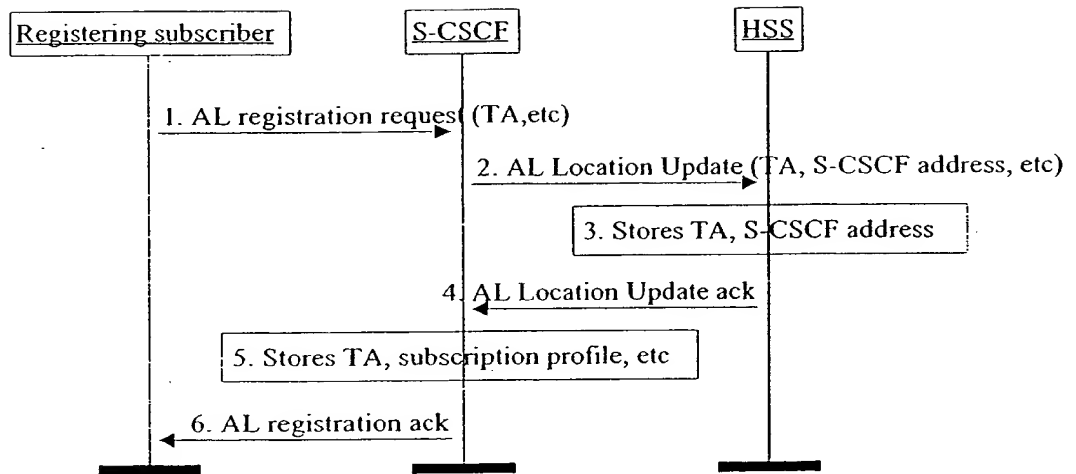 Registering subscriber
S-CSCF
HSS
1. AL registration request (TA,etc)
2. AL Location Update (TA, S-CSCF address, etc)
3. Stores TA, S-CSCF address
4. AL Location Update ack
5. Stores TA, subscription profile, etc
6. AL registration ack